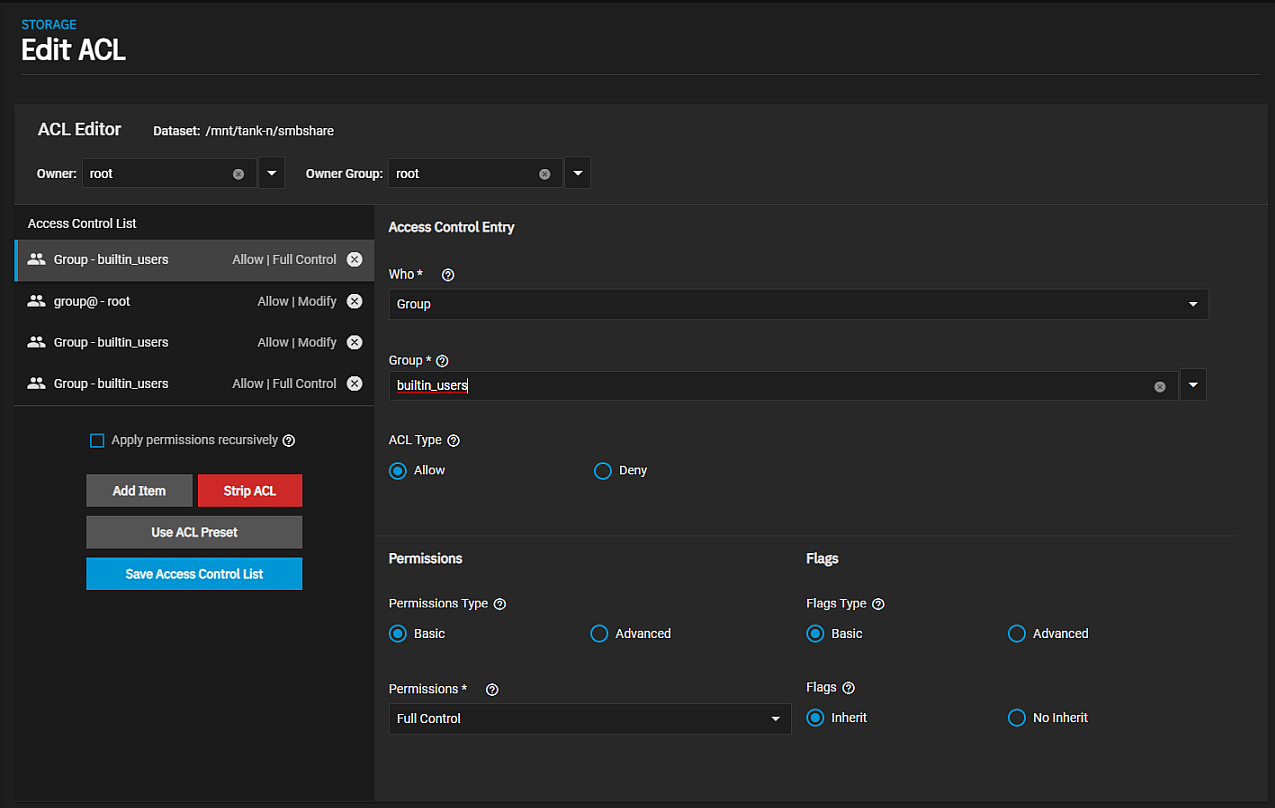 STORAGE
Edit ACL
ACL Editor Dataset: /mnt/tank-n/smbshare
Owner: root Owner Group: root
Access Control List
Group - builtin_users Allow | Full Control
group@ - root Allow | Modify
Group - builtin_users Allow | Modify
Group - builtin_users Allow | Full Control
Apply permissions recursively
Add Item Strip ACL
Use ACL Preset
Save Access Control List
Access Control Entry
Who *
Group
Group *
builtin_users
ACL Type
Allow Deny
Permissions
Permissions Type
Basic Advanced
Permissions *
Full Control
Flags
Flags Type
Basic Advanced
Flags
Inherit No Inherit